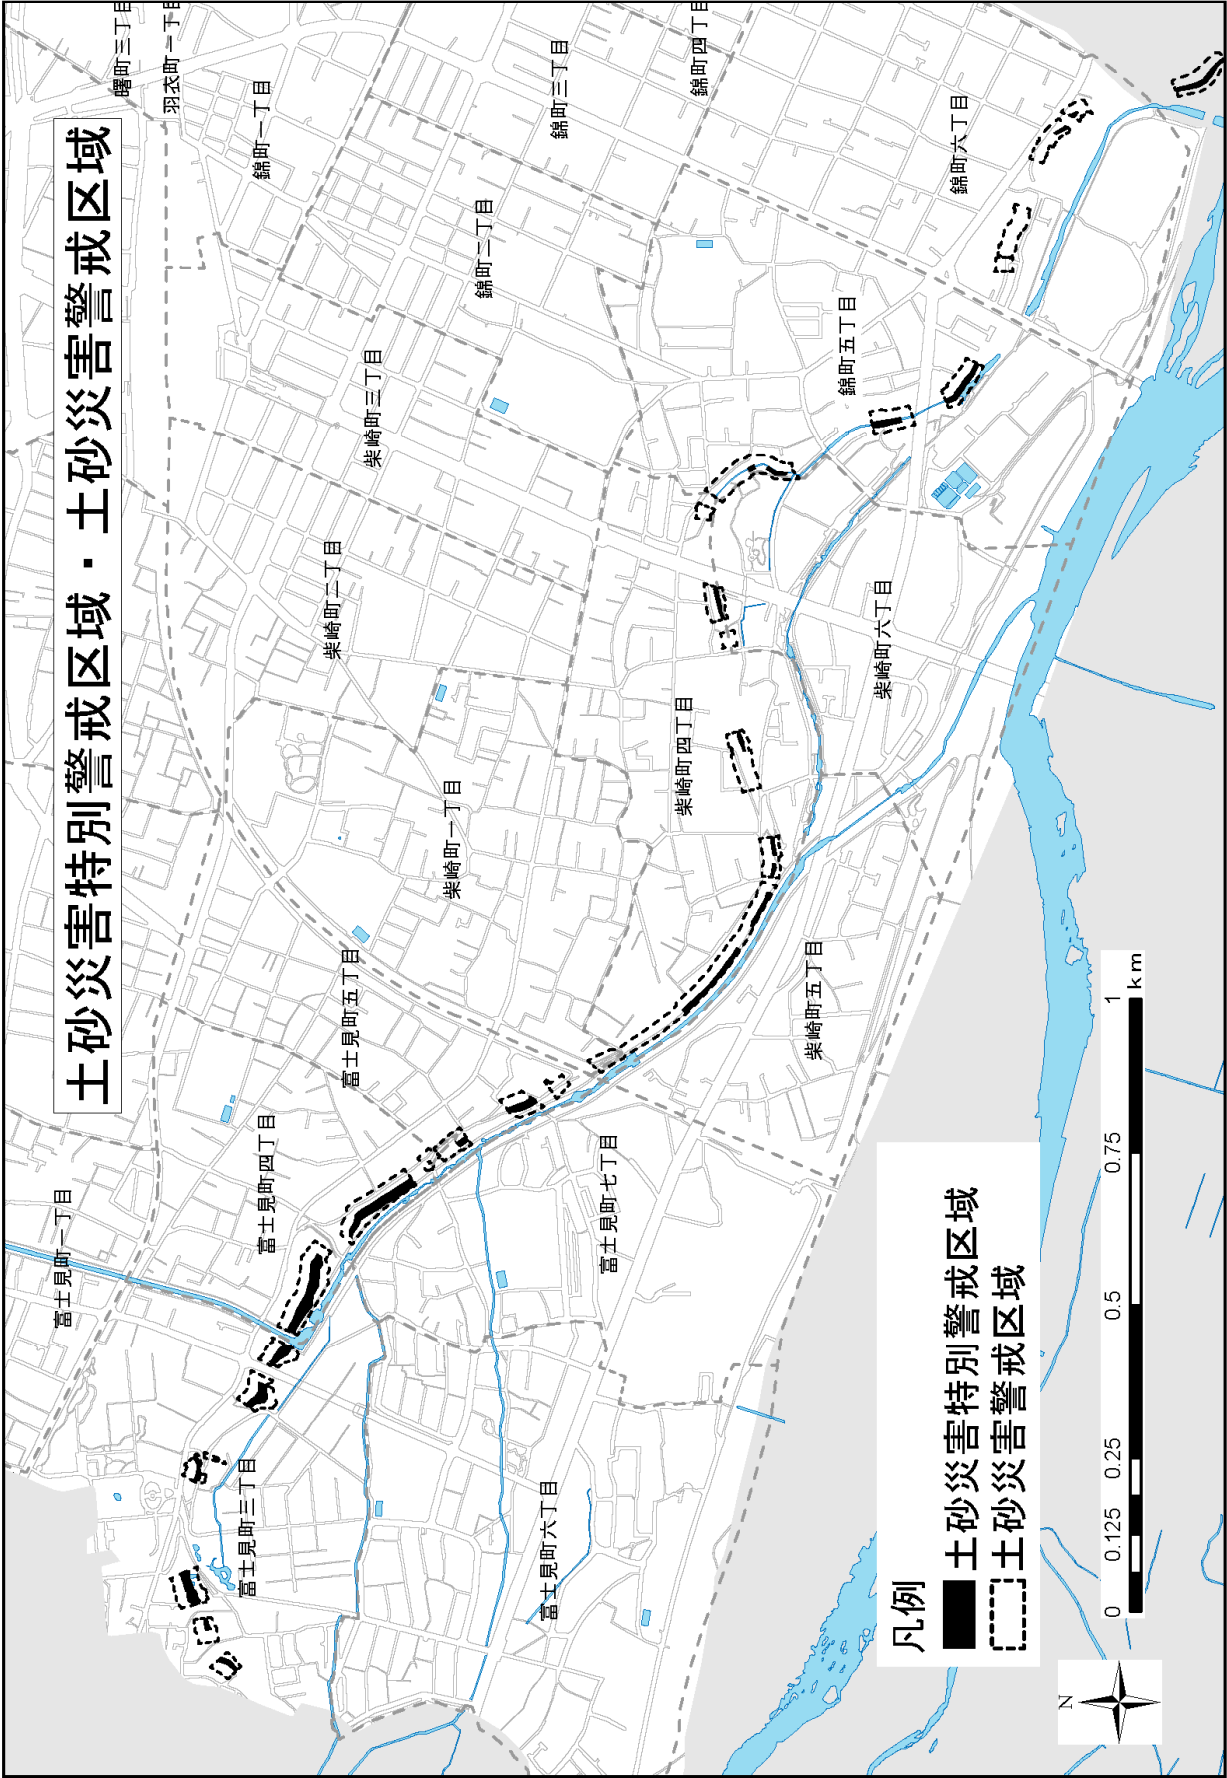 土砂災害特別警戒区域・土砂災害警戒区域
曙町三丁目
羽衣町一丁目
錦町一丁目
錦町三丁目
錦町四丁目
錦町六丁目
錦町二丁目
錦町五丁目
柴崎町三丁目
柴崎町二丁目
柴崎町六丁目
柴崎町四丁目
柴崎町一丁目
柴崎町五丁目
富士見町五丁目
富士見町四丁目
富士見町一丁目
富士見町七丁目
富士見町三丁目
富士見町六丁目
凡例
土砂災害特別警戒区域
土砂災害警戒区域
0 0.125 0.25 0.5 0.75 1
km
N